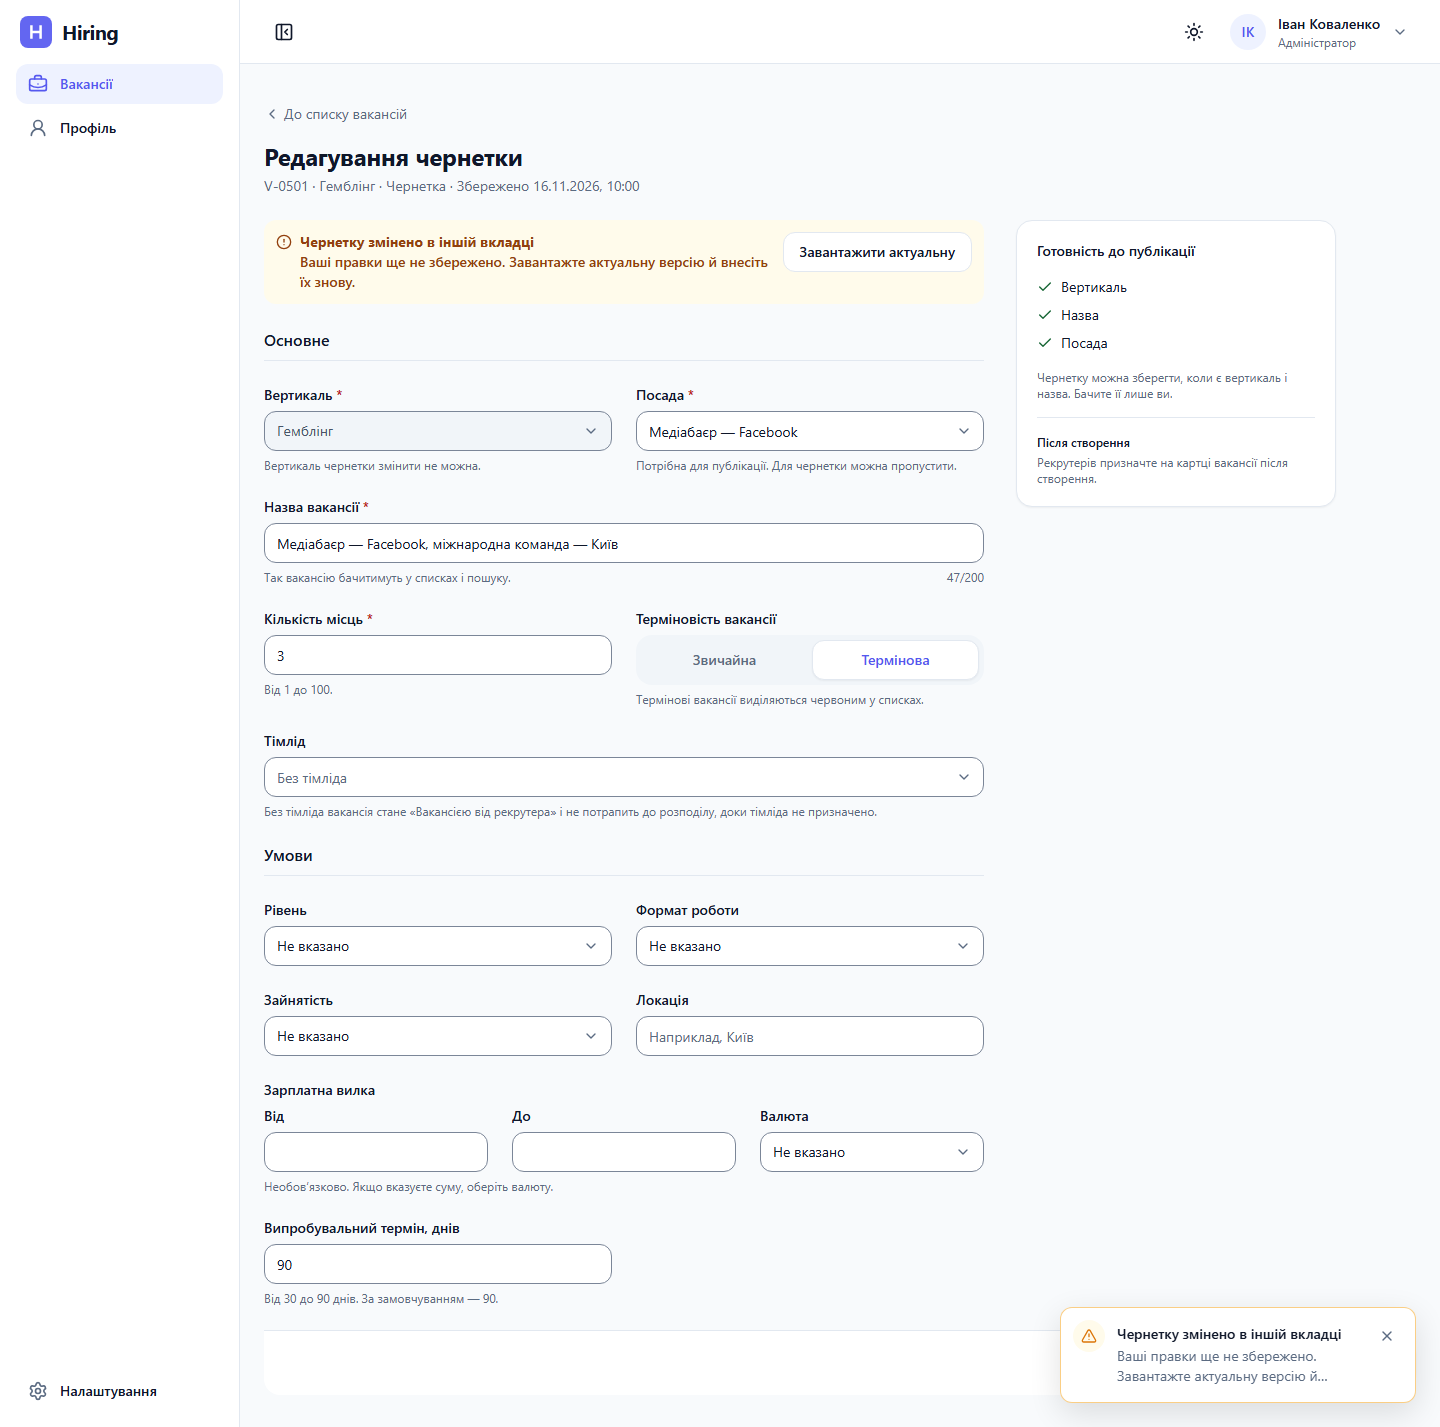 H Hiring
Вакансії
Профіль
Налаштування
ІК
Іван Коваленко
Адміністратор
До списку вакансій
Редагування чернетки
V-0501 · Гемблінг · Чернетка · Збережено 16.11.2026, 10:00
Чернетку змінено в іншій вкладці
Ваші правки ще не збережено. Завантажте актуальну версію й внесіть
їх знову.
Завантажити актуальну
Основне
Вертикаль *
Гемблінг
Вертикаль чернетки змінити не можна.
Посада *
Медіабаєр — Facebook
Потрібна для публікації. Для чернетки можна пропустити.
Назва вакансії *
Медіабаєр — Facebook, міжнародна команда — Київ
Так вакансію бачитимуть у списках і пошуку.
47/200
Кількість місць *
3
Від 1 до 100.
Терміновість вакансії
Звичайна
Термінова
Термінові вакансії виділяються червоним у списках.
Тімлід
Без тімліда
Без тімліда вакансія стане «Вакансією від рекрутера» і не потрапить до розподілу, доки тімліда не призначено.
Умови
Рівень
Не вказано
Формат роботи
Не вказано
Зайнятість
Не вказано
Локація
Наприклад, Київ
Зарплатна вилка
Від
До
Валюта
Не вказано
Необов'язково. Якщо вказуєте суму, оберіть валюту.
Випробувальний термін, днів
90
Від 30 до 90 днів. За замовчуванням — 90.
Готовність до публікації
Вертикаль
Назва
Посада
Чернетку можна зберегти, коли є вертикаль і
назва. Бачите її лише ви.
Після створення
Рекрутерів призначте на картці вакансії після
створення.
Чернетку змінено в іншій вкладці
Ваші правки ще не збережено.
Завантажте актуальну версію й...